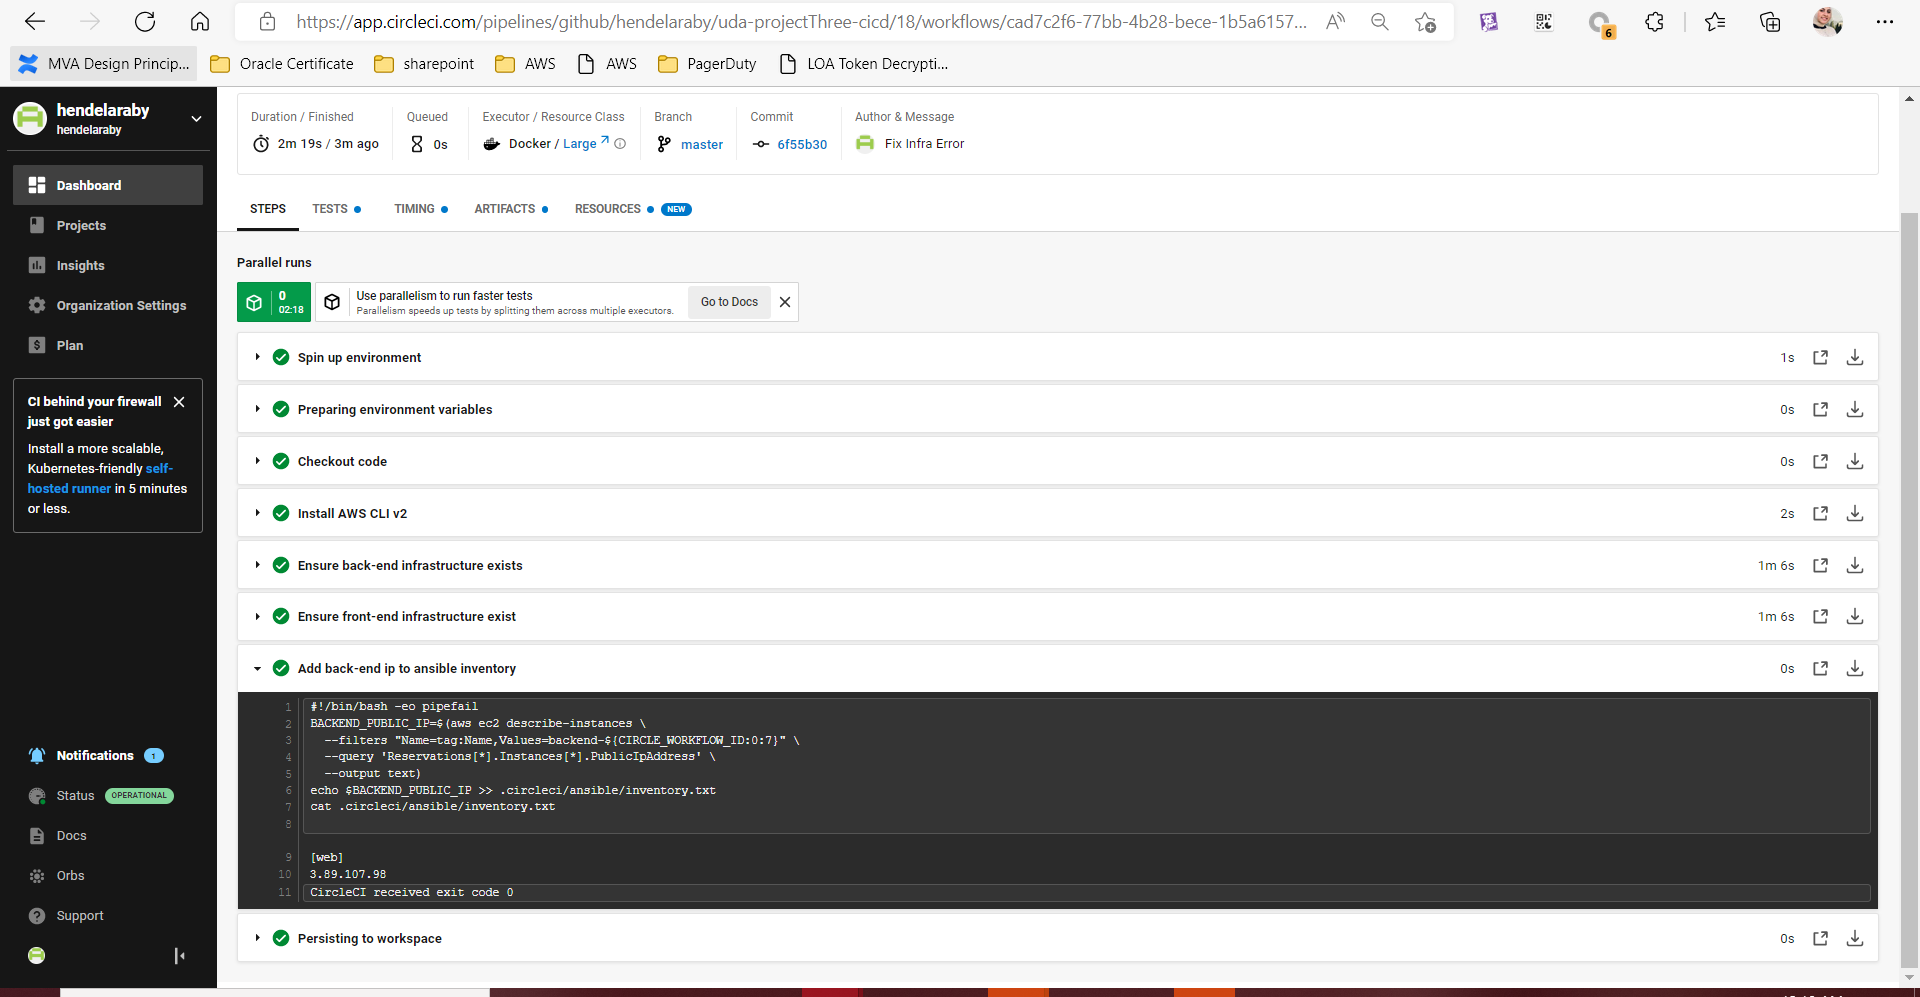 https://app.circleci.com/pipelines/github/hendelaraby/uda-projectThree-cicd/18/workflows/cad7c2f6-77bb-4b28-bece-1b5a6157...
6
MVA Design Princip...
Oracle Certificate
sharepoint
AWS
AWS
PagerDuty
LOA Token Decrypti...
hendelaraby
hendelaraby
Dashboard
Projects
Insights
Organization Settings
Plan
CI behind your firewall
just got easier
Install a more scalable,
Kubernetes-friendly self-
hosted runner in 5 minutes
or less.
Notifications 1
Status OPERATIONAL
Docs
Orbs
Support
Duration / Finished
2m 19s / 3m ago
Queued
0s
Executor / Resource Class
Docker / Large
Branch
master
Commit
6f55b30
Author & Message
Fix Infra Error
STEPS
TESTS
TIMING
ARTIFACTS
RESOURCES NEW
Parallel runs
0
02:18
Use parallelism to run faster tests
Parallelism speeds up tests by splitting them across multiple executors.
Go to Docs
Spin up environment 1s
Preparing environment variables 0s
Checkout code 0s
Install AWS CLI v2 2s
Ensure back-end infrastructure exists 1m 6s
Ensure front-end infrastructure exist 1m 6s
Add back-end ip to ansible inventory 0s
1 #!/bin/bash -eo pipefail
2 BACKEND_PUBLIC_IP=$(aws ec2 describe-instances \
3 --filters "Name=tag:Name,Values=backend-${CIRCLE_WORKFLOW_ID:0:7}" \
4 --query 'Reservations[*].Instances[*].PublicIpAddress' \
5 --output text)
6 echo $BACKEND_PUBLIC_IP >> .circleci/ansible/inventory.txt
7 cat .circleci/ansible/inventory.txt
8
9 [web]
10 3.89.107.98
11 CircleCI received exit code 0
Persisting to workspace 0s